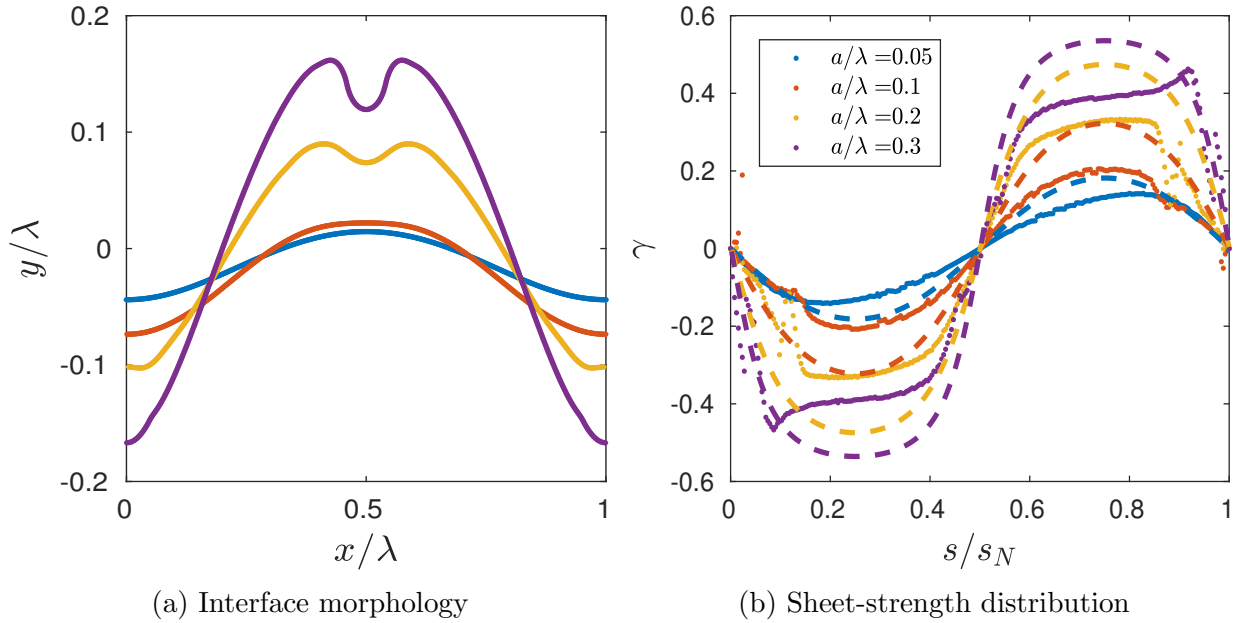 0.2
0.1
0
-0.1
-0.2
y/λ
0
0.5
1
x/λ
(a) Interface morphology
0.6
0.4
0.2
0
-0.2
-0.4
-0.6
γ
a/λ =0.05
a/λ =0.1
a/λ =0.2
a/λ =0.3
0
0.2
0.4
0.6
0.8
1
s/s_N
(b) Sheet-strength distribution